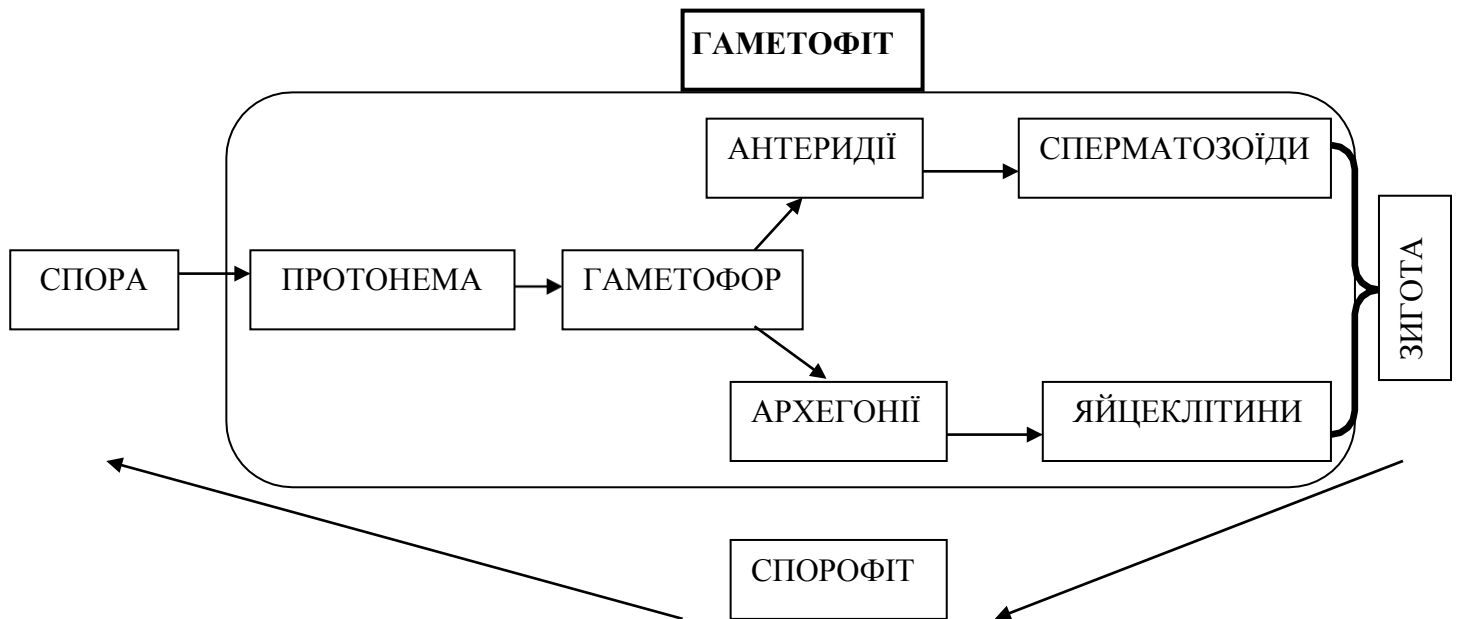 ГАМЕТОФІТ
АНТЕРИДІЇ
СПЕРМАТОЗОЇДИ
СПОРА
ПРОТОНЕМА
ГАМЕТОФОР
ЗИГОТА
АРХЕГОНІЇ
ЯЙЦЕКЛІТИНИ
СПОРОФІТ